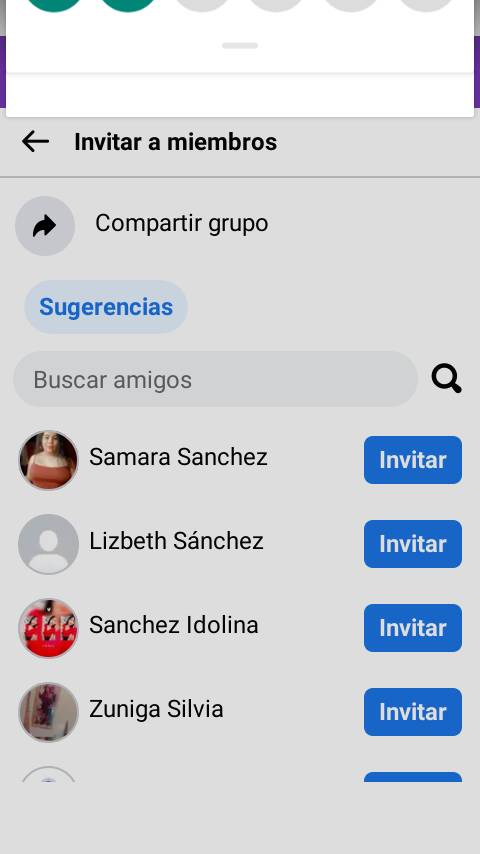 Invitar a miembros
Compartir grupo
Sugerencias
Buscar amigos
Samara Sanchez
Invitar
Lizbeth Sánchez
Invitar
Sanchez Idolina
Invitar
Zuniga Silvia
Invitar